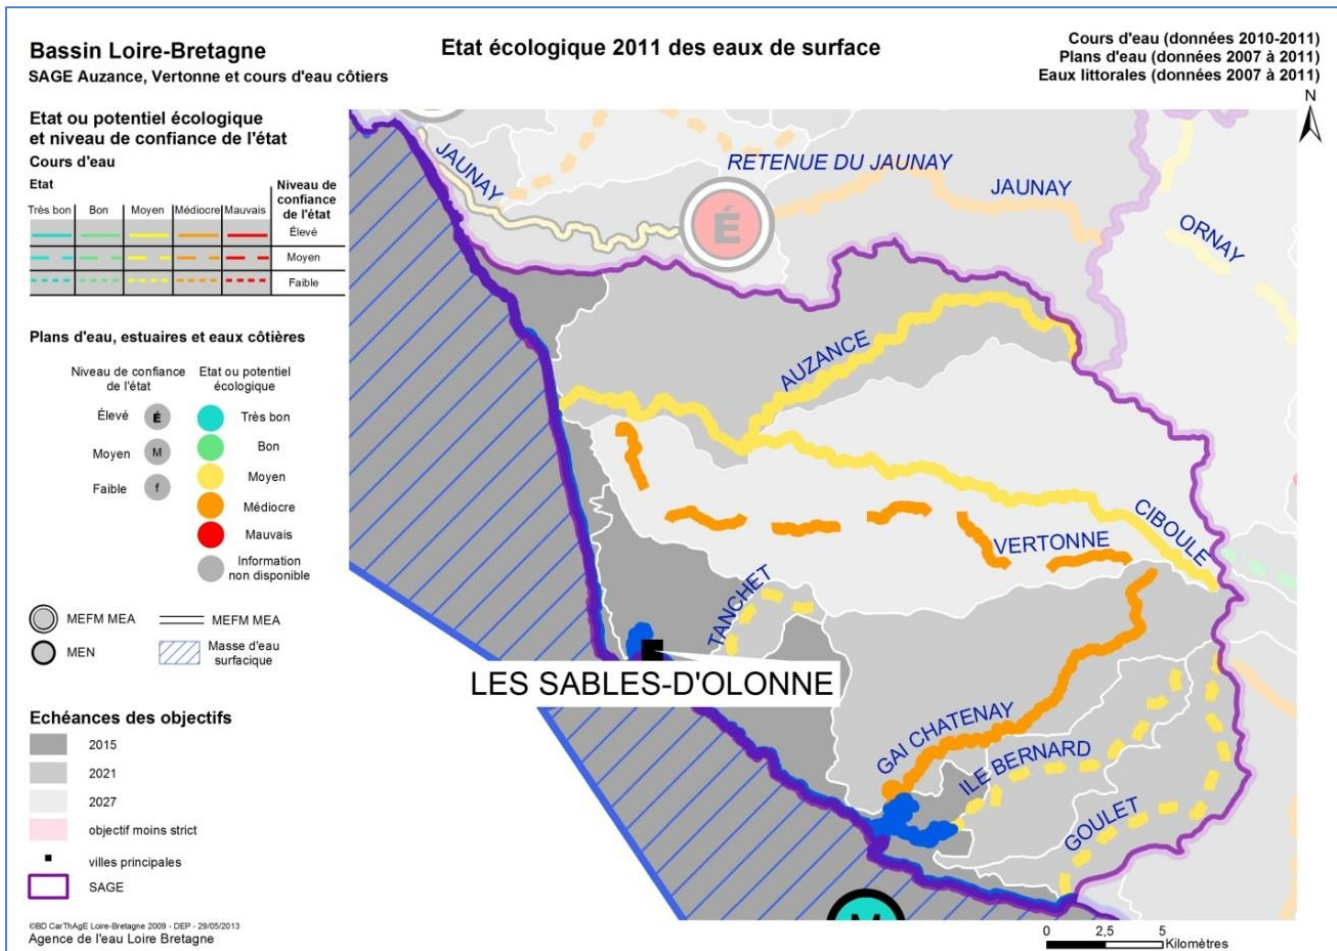 Bassin Loire-Bretagne
SAGE Auzance, Vertonne et cours d'eau côtiers
Etat écologique 2011 des eaux de surface
Cours d'eau (données 2010-2011)
Plans d'eau (données 2007 à 2011)
Eaux littorales (données 2007 à 2011)
N
Etat ou potentiel écologique
et niveau de confiance de l'état
Cours d'eau
Etat
Niveau de
confiance
de l'état
Très bon
Bon
Moyen
Médiocre
Mauvais
Élevé
Moyen
Faible
Plans d'eau, estuaires et eaux côtières
Niveau de confiance
de l'état
Etat ou potentiel
écologique
Élevé
É
Moyen
M
Faible
f
Très bon
Bon
Moyen
Médiocre
Mauvais
Information
non disponible
MEFM MEA
MEFM MEA
MEN
Masse d'eau
surfacique
Echéances des objectifs
2015
2021
2027
objectif moins strict
villes principales
SAGE
©BD CarThAgE Loire-Bretagne 2009 - DEP - 29/05/2013
Agence de l'eau Loire Bretagne
JAUNAY
RETENUE DU JAUNAY
É
JAUNAY
ORNAY
AUZANCE
CIBOULE
VERTONNE
TANCHET
LES SABLES-D'OLONNE
GAI CHATENAY
ILE BERNARD
GOULET
M
0 2,5 5
Kilomètres